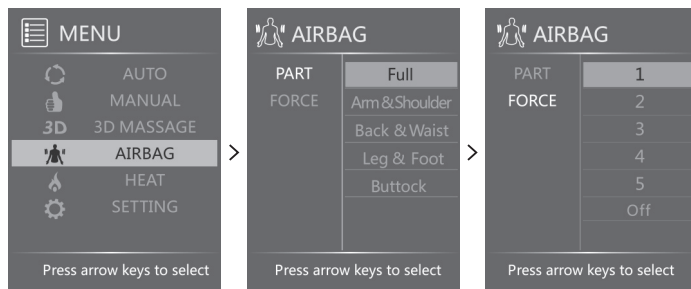 MENU
AUTO
MANUAL
3D 3D MASSAGE
AIRBAG
HEAT
SETTING
Press arrow keys to select
>
AIRBAG
PART Full
FORCE Arm & Shoulder
Back & Waist
Leg & Foot
Buttock
Press arrow keys to select
>
AIRBAG
PART 1
FORCE 2
3
4
5
Off
Press arrow keys to select